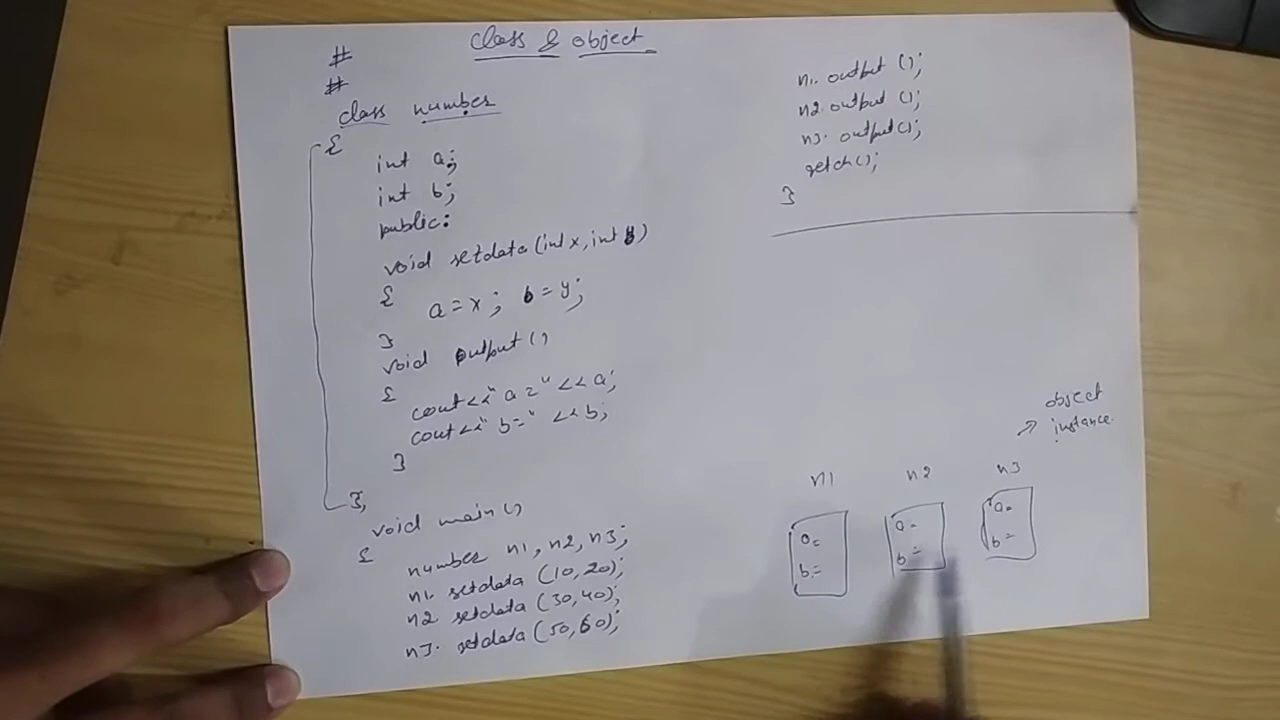 class & object
#
#
class number
{
int a;
int b;
public:
void setdata(int x, int y)
{ a=x; b=y;
}
void output()
{
cout<<"a="<<a;
cout<<"b="<<b;
}
};
void main()
{
number n1, n2, n3;
n1. setdata (10,20);
n2 setdata (30,40);
n3. setdata (50,60);
n1. output ();
n2. output ();
n3. output();
getch();
}
object
→ instance.
n1 n2 n3
a= a= a=
b= b= b=